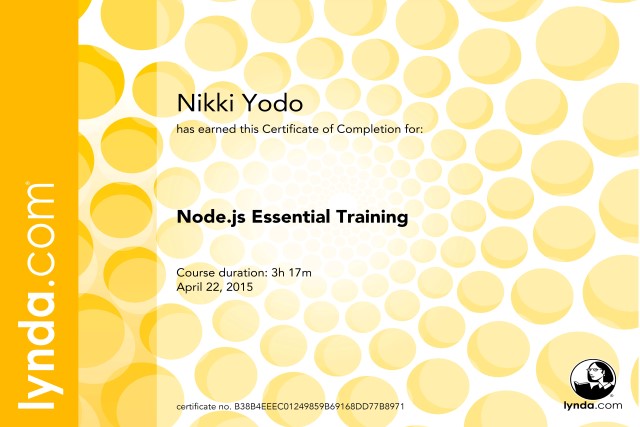 Nikki Yodo
has earned this Certificate of Completion for:
Node.js Essential Training
Course duration: 3h 17m
April 22, 2015
certificate no. B38B4EEEC01249859B69168DD77B8971
lynda.com
lynda.com